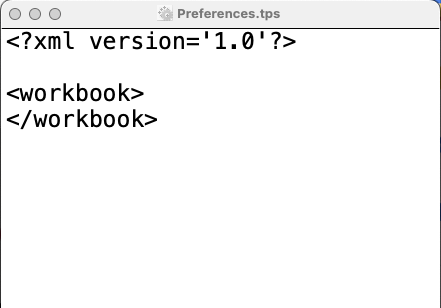 Preferences.tps
<?xml version='1.0'?>
<workbook>
</workbook>